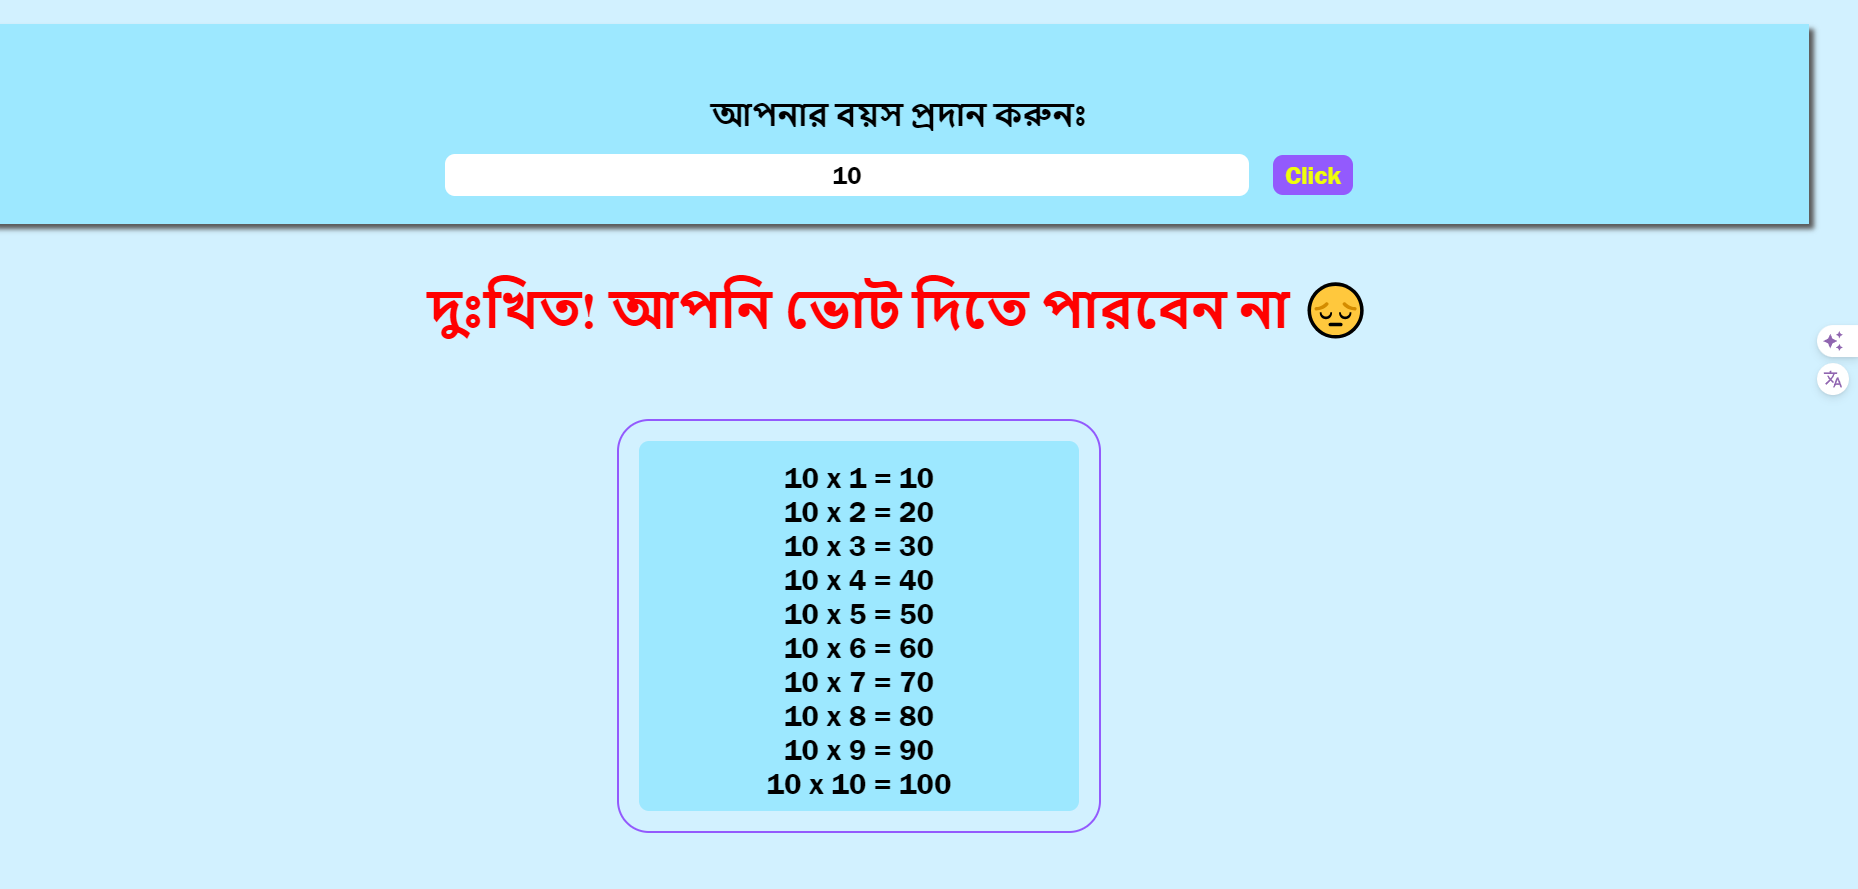 আপনার বয়স প্রদান করুনঃ
10
Click
দুঃখিত! আপনি ভোট দিতে পারবেন না 😔
10 x 1 = 10
10 x 2 = 20
10 x 3 = 30
10 x 4 = 40
10 x 5 = 50
10 x 6 = 60
10 x 7 = 70
10 x 8 = 80
10 x 9 = 90
10 x 10 = 100